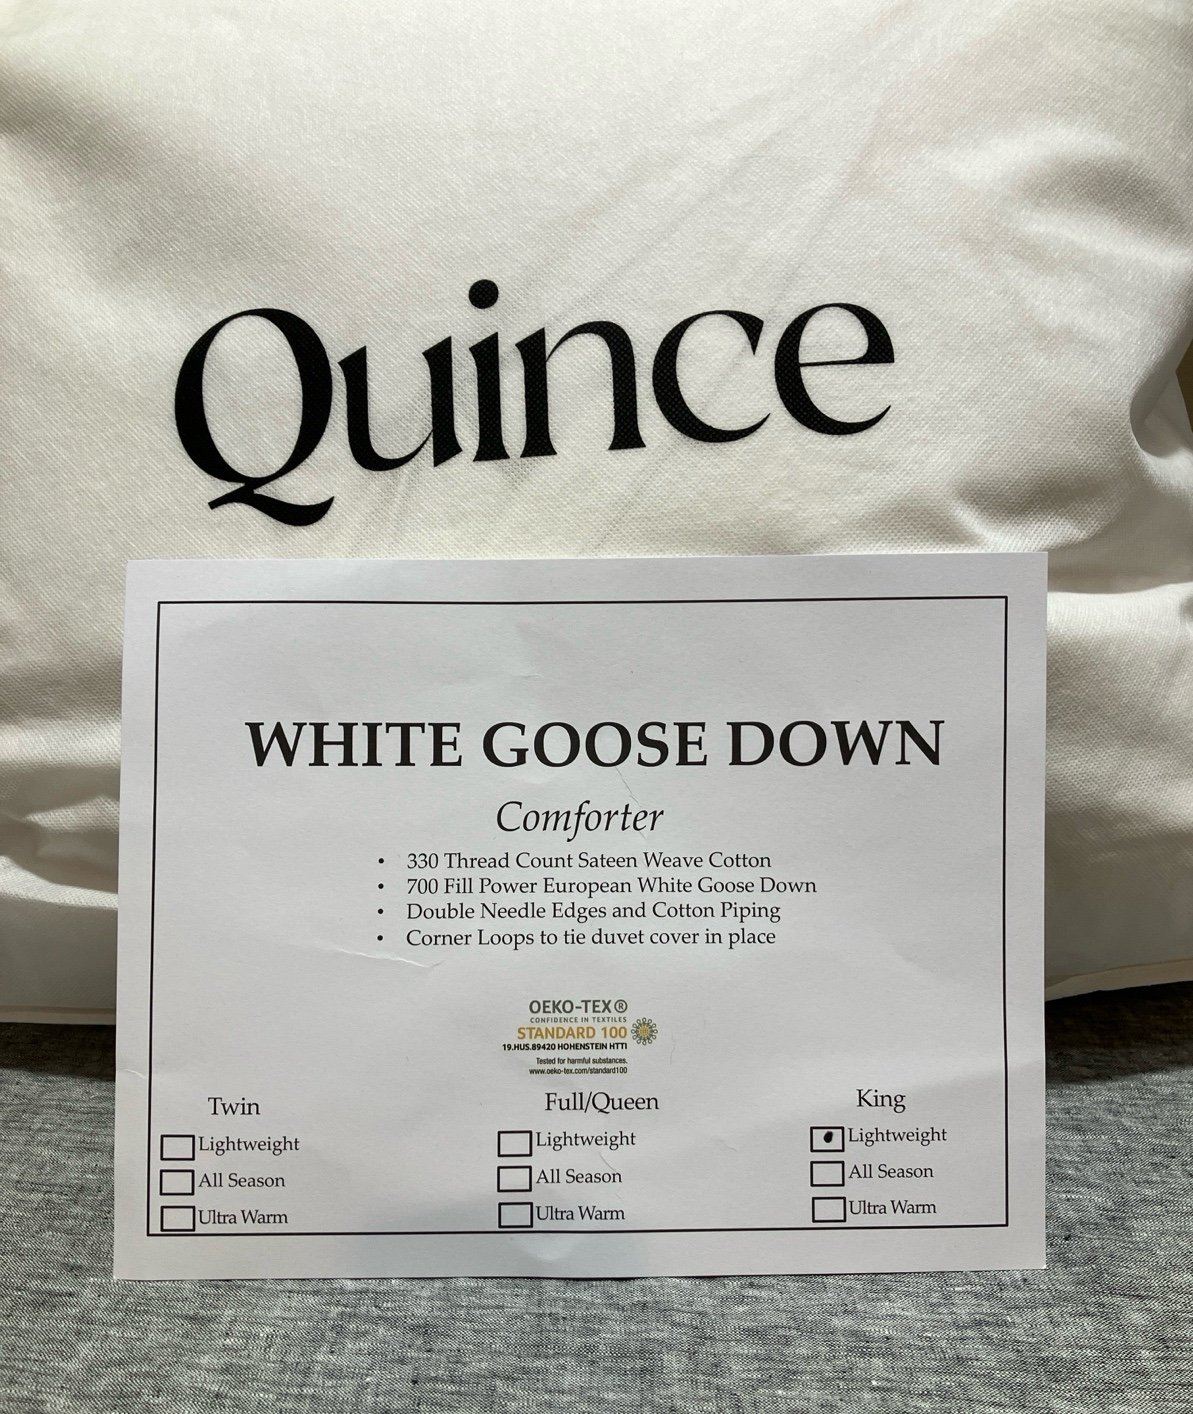 Quince
WHITE GOOSE DOWN
Comforter
• 330 Thread Count Sateen Weave Cotton
• 700 Fill Power European White Goose Down
• Double Needle Edges and Cotton Piping
• Corner Loops to tie duvet cover in place
OEKO-TEX®
CONFIDENCE IN TEXTILES
STANDARD 100
19.HUS.89420 HOHENSTEIN HTTI
Tested for harmful substances.
www.oeko-tex.com/standard100
Twin
Lightweight
All Season
Ultra Warm
Full/Queen
Lightweight
All Season
Ultra Warm
King
Lightweight
All Season
Ultra Warm